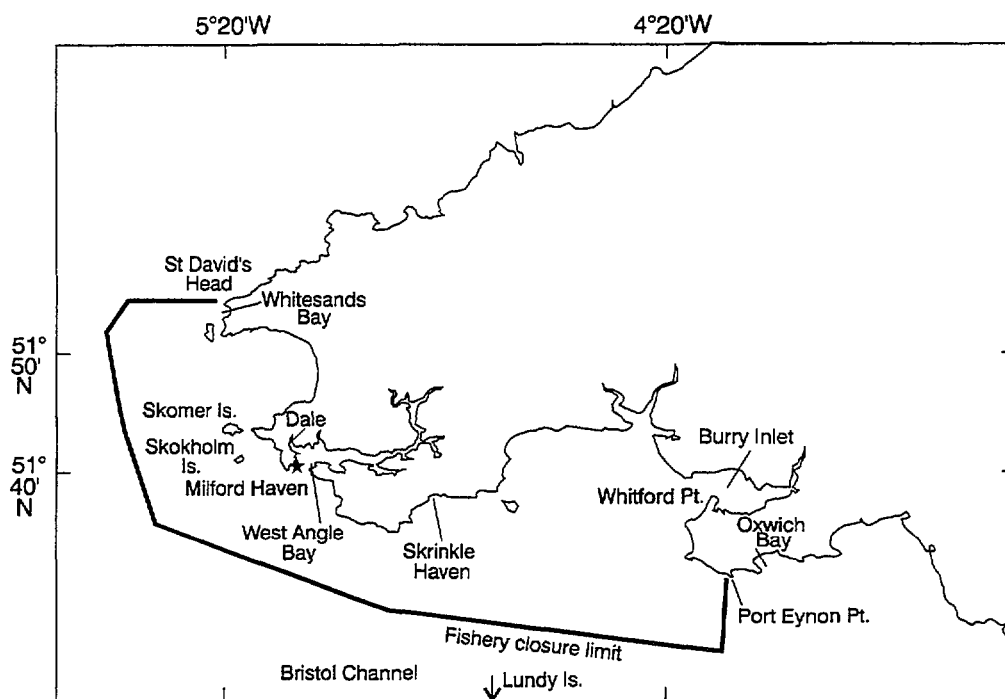 5°20'W
4°20'W
St David's
Head
Whitesands
Bay
51°
50'
N
Skomer Is.
Dale
Skokholm
Is.
Burry Inlet
51°
40'
N
Milford Haven
Whitford Pt.
West Angle
Bay
Skrinkle
Haven
Oxwich
Bay
Port Eynon Pt.
Fishery closure limit
Bristol Channel
Lundy Is.